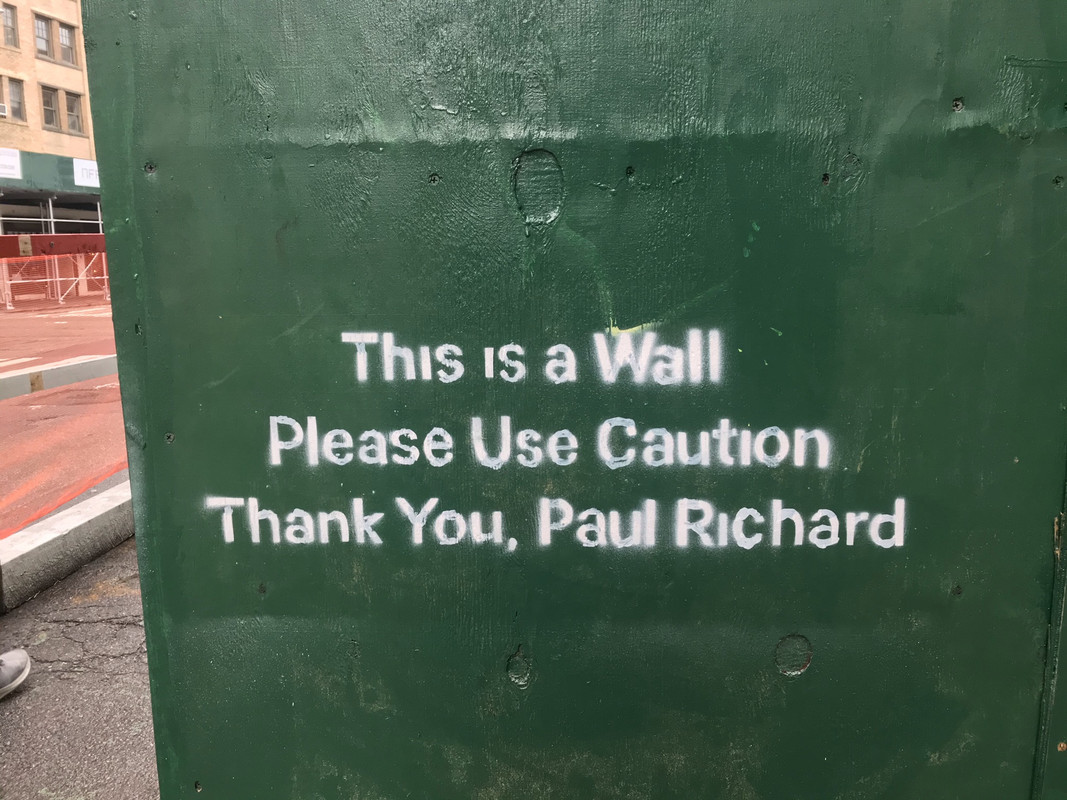 This is a Wall
Please Use Caution
Thank You, Paul Richard